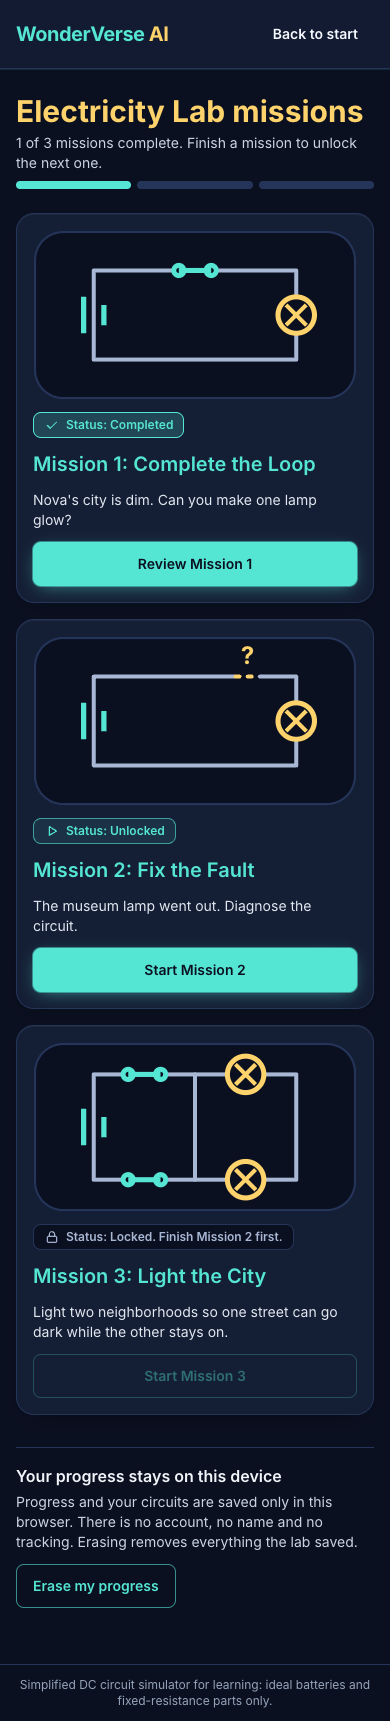 WonderVerse AI
Back to start
Electricity Lab missions
1 of 3 missions complete. Finish a mission to unlock
the next one.
Status: Completed
Mission 1: Complete the Loop
Nova's city is dim. Can you make one lamp
glow?
Review Mission 1
?
Status: Unlocked
Mission 2: Fix the Fault
The museum lamp went out. Diagnose the
circuit.
Start Mission 2
Status: Locked. Finish Mission 2 first.
Mission 3: Light the City
Light two neighborhoods so one street can go
dark while the other stays on.
Start Mission 3
Your progress stays on this device
Progress and your circuits are saved only in this
browser. There is no account, no name and no
tracking. Erasing removes everything the lab saved.
Erase my progress
Simplified DC circuit simulator for learning: ideal batteries and
fixed-resistance parts only.